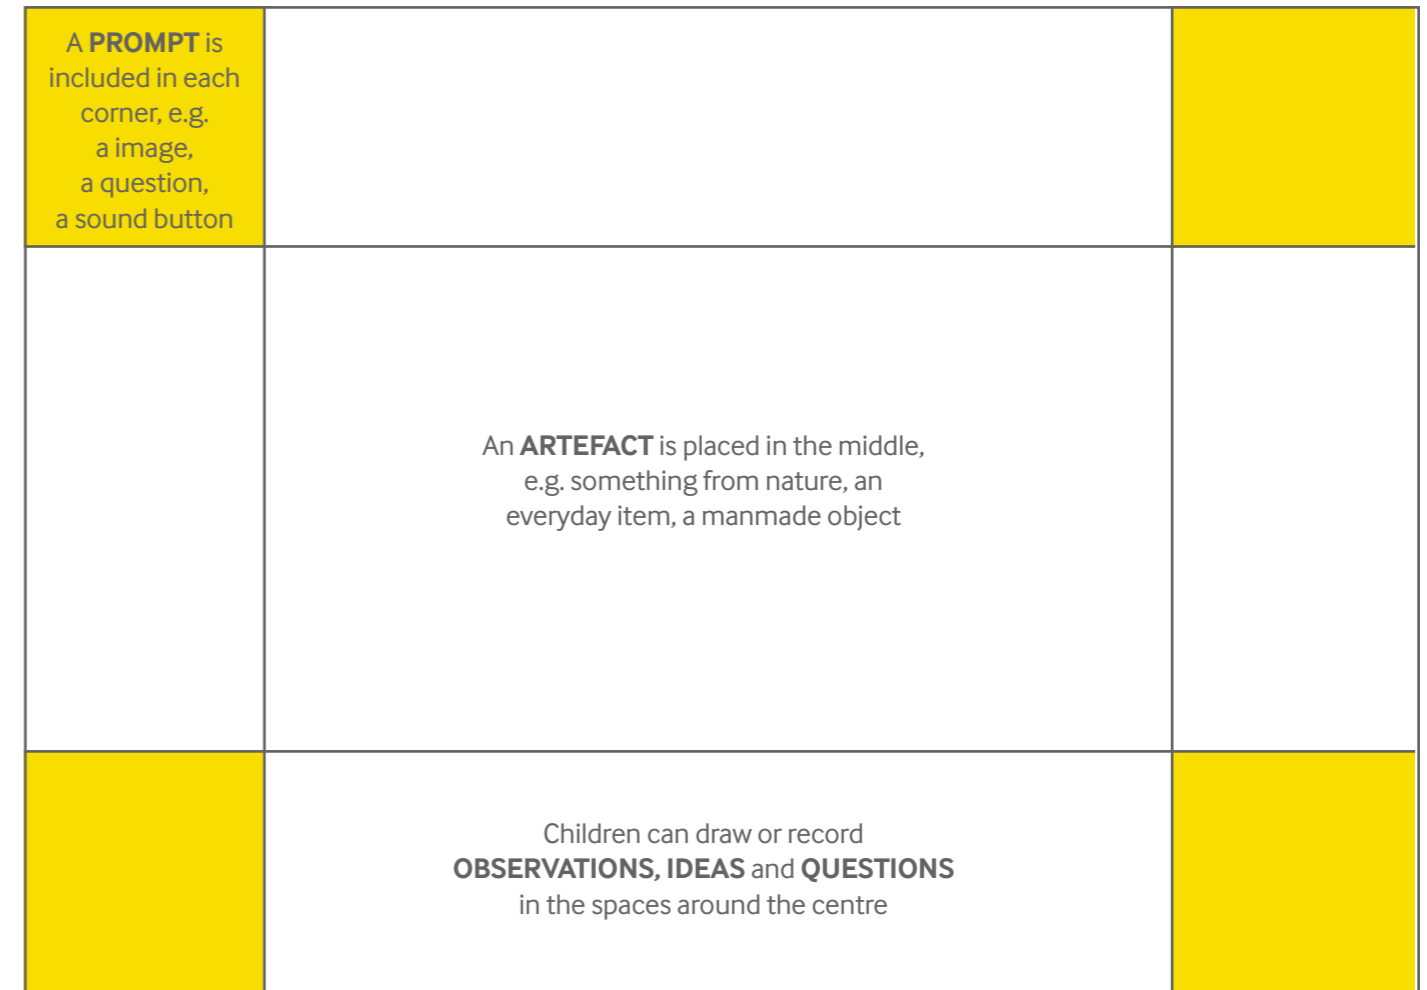 A PROMPT is
included in each
corner, e.g.
a image,
a question,
a sound button
An ARTEFACT is placed in the middle,
e.g. something from nature, an
everyday item, a manmade object
Children can draw or record
OBSERVATIONS, IDEAS and QUESTIONS
in the spaces around the centre